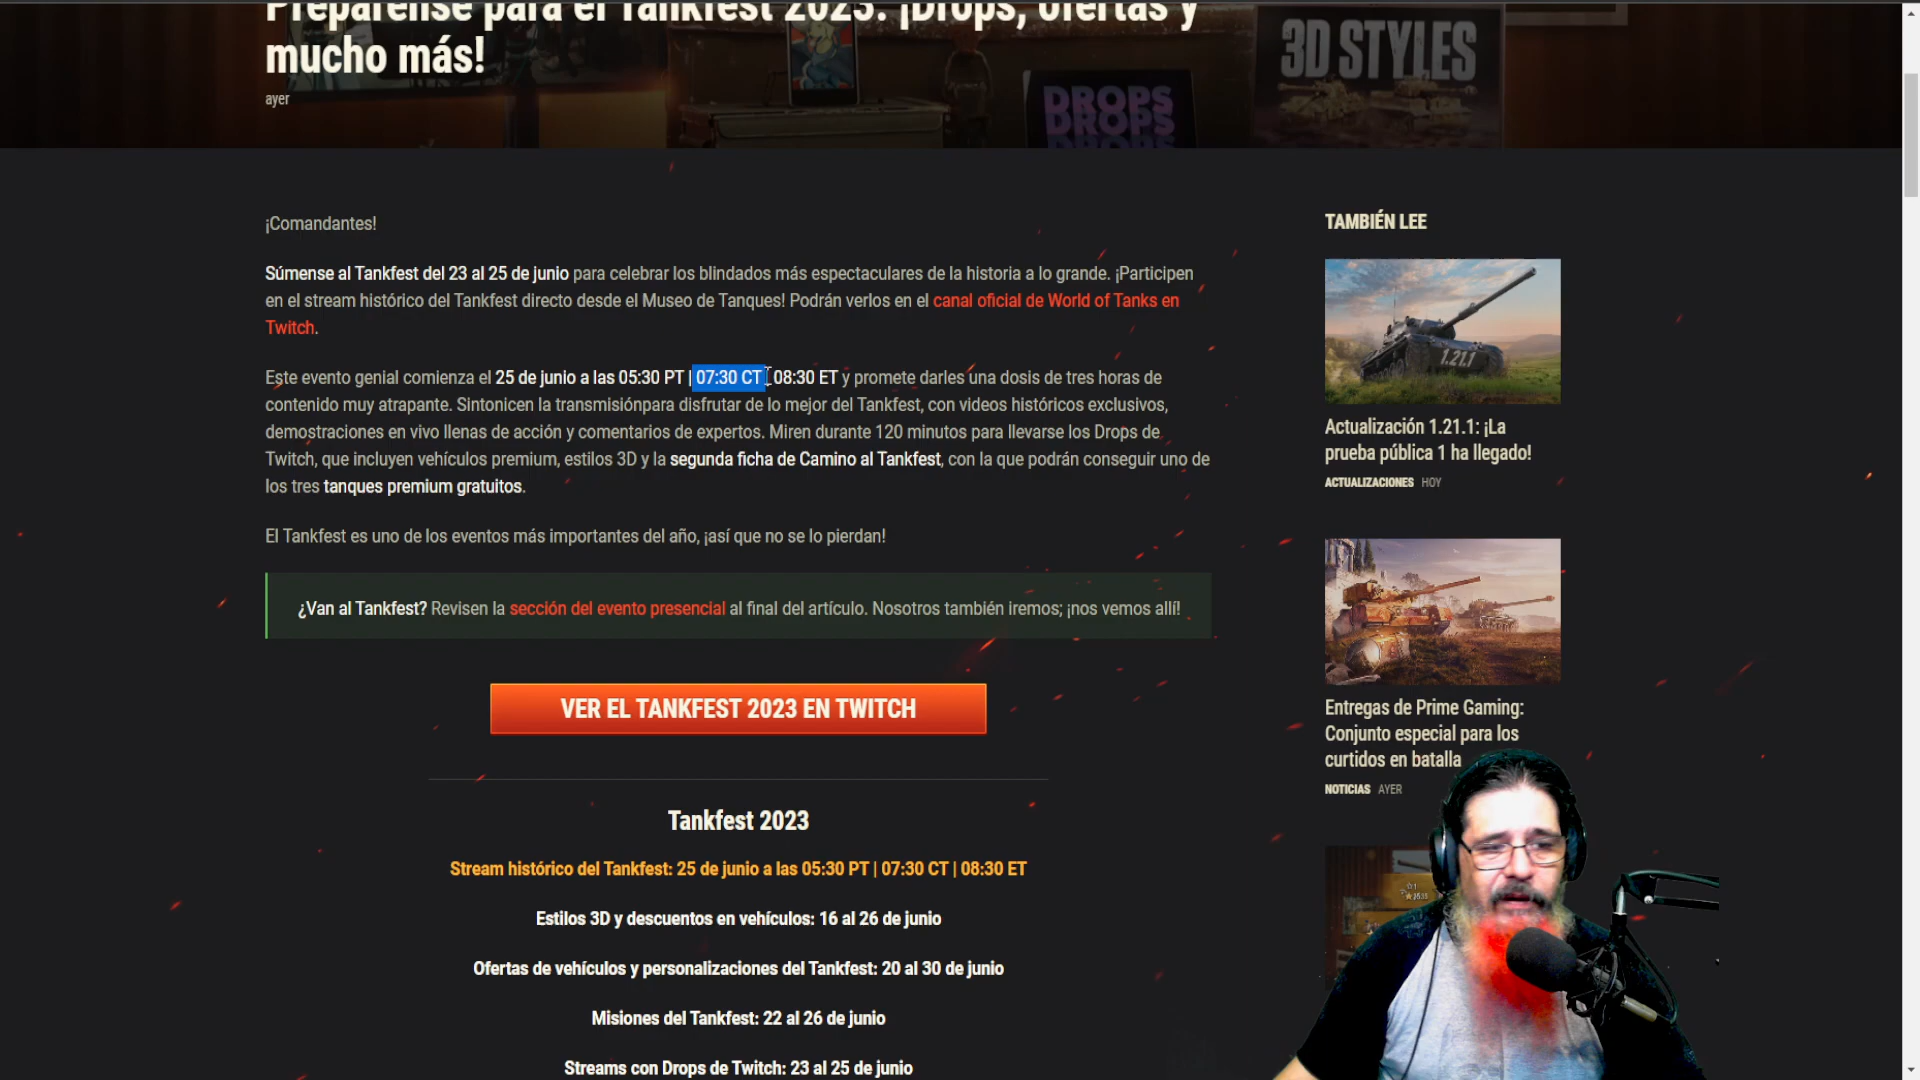 Prepárense para el Tankfest 2023: ¡Drops, ofertas y
mucho más!
ayer
3D STYLES
DROPS
DROPS
DROPS
¡Comandantes!
TAMBIÉN LEE
Súmense al Tankfest del 23 al 25 de junio para celebrar los blindados más espectaculares de la historia a lo grande. ¡Participen
en el stream histórico del Tankfest directo desde el Museo de Tanques! Podrán verlos en el canal oficial de World of Tanks en
Twitch.
Este evento genial comienza el 25 de junio a las 05:30 PT | 07:30 CT | 08:30 ET y promete darles una dosis de tres horas de
contenido muy atrapante. Sintonicen la transmisiónpara disfrutar de lo mejor del Tankfest, con videos históricos exclusivos,
demostraciones en vivo llenas de acción y comentarios de expertos. Miren durante 120 minutos para llevarse los Drops de
Twitch, que incluyen vehículos premium, estilos 3D y la segunda ficha de Camino al Tankfest, con la que podrán conseguir uno de
los tres tanques premium gratuitos.
El Tankfest es uno de los eventos más importantes del año, ¡así que no se lo pierdan!
¿Van al Tankfest? Revisen la sección del evento presencial al final del artículo. Nosotros también iremos; ¡nos vemos allí!
VER EL TANKFEST 2023 EN TWITCH
Tankfest 2023
Stream histórico del Tankfest: 25 de junio a las 05:30 PT | 07:30 CT | 08:30 ET
Estilos 3D y descuentos en vehículos: 16 al 26 de junio
Ofertas de vehículos y personalizaciones del Tankfest: 20 al 30 de junio
Misiones del Tankfest: 22 al 26 de junio
Streams con Drops de Twitch: 23 al 25 de junio
1.21.1
Actualización 1.21.1: ¡La
prueba pública 1 ha llegado!
ACTUALIZACIONES HOY
Entregas de Prime Gaming:
Conjunto especial para los
curtidos en batalla
NOTICIAS AYER